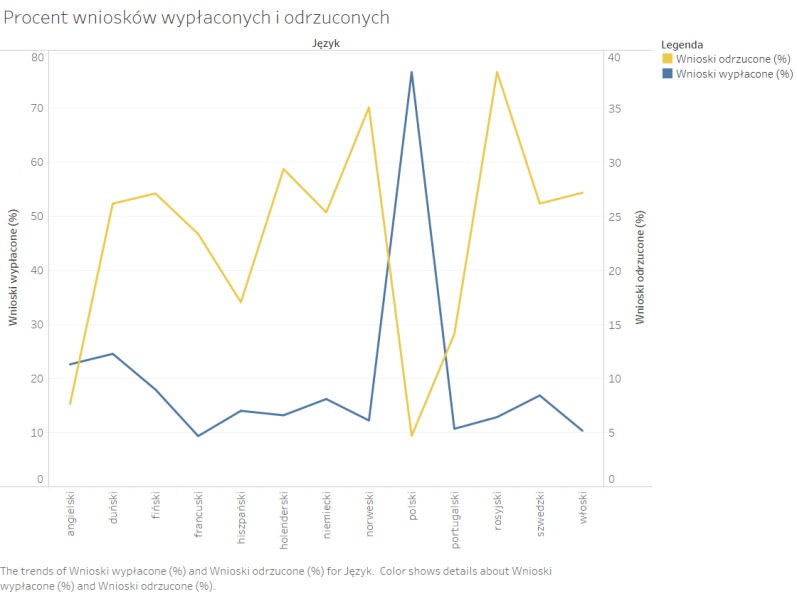 Procent wniosków wypłaconych i odrzuconych
Język
Legenda
Wnioski odrzucone (%)
Wnioski wypłacone (%)
80
70
60
50
40
30
20
10
0
Wnioski wypłacone (%)
40
35
30
25
20
15
10
5
0
Wnioski odrzucone (%)
angielski
duński
fiński
francuski
hiszpański
holenderski
niemiecki
norweski
polski
portugalski
rosyjski
szwedzki
włoski
The trends of Wnioski wypłacone (%) and Wnioski odrzucone (%) for Język.  Color shows details about Wnioski
wypłacone (%) and Wnioski odrzucone (%).